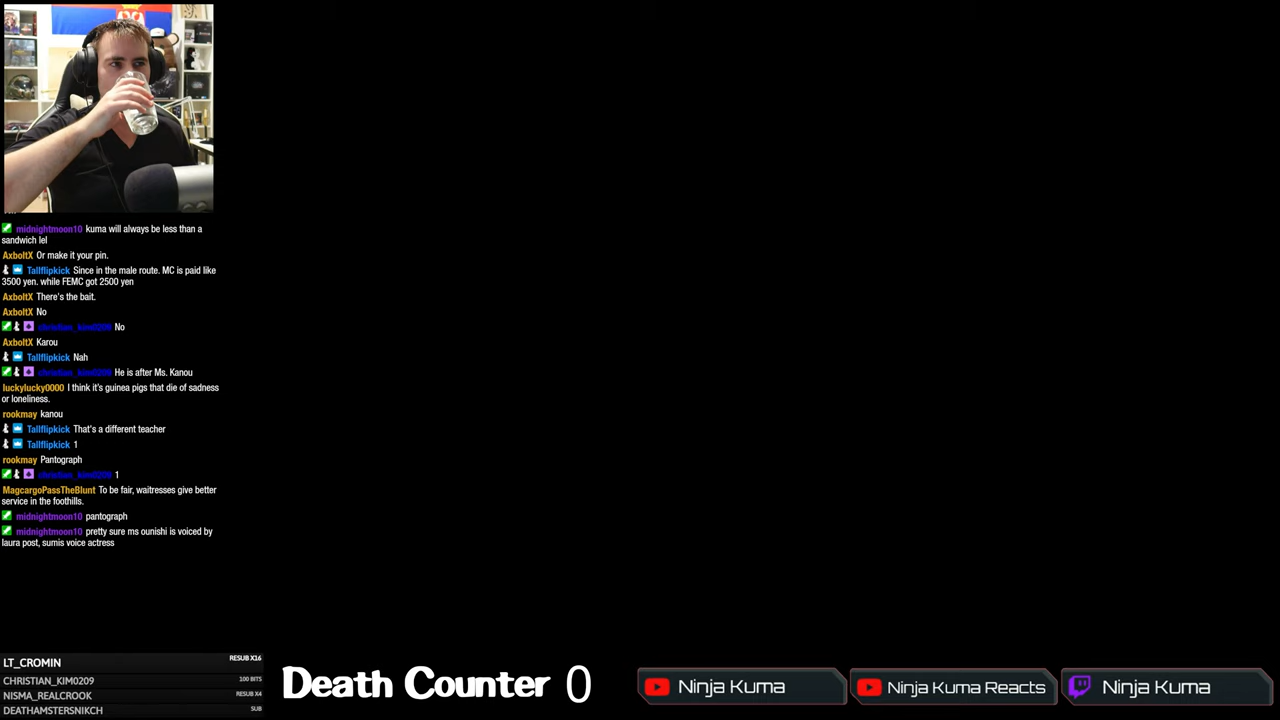 midnightmoon10 kuma will always be less than a
sandwich lel
AxboltX Or make it your pin.
Tallflipkick Since in the male route. MC is paid like
3500 yen. while FEMC got 2500 yen
AxboltX There's the bait.
AxboltX No
christian_kim0209 No
AxboltX Karou
Tallflipkick Nah
christian_kim0209 He is after Ms. Kanou
luckylucky0000 I think it's guinea pigs that die of sadness
or loneliness.
rookmay kanou
Tallflipkick That's a different teacher
Tallflipkick 1
rookmay Pantograph
christian_kim0209 1
MagcargoPassTheBlunt To be fair, waitresses give better
service in the foothills.
midnightmoon10 pantograph
midnightmoon10 pretty sure ms ounishi is voiced by
laura post, sumis voice actress
LT_CROMIN RESUB X16
CHRISTIAN_KIM0209 100 BITS
NISMA_REALCROOK RESUB X4
DEATHAMSTERSNIKCH SUB
Death Counter 0
Ninja Kuma
Ninja Kuma Reacts
Ninja Kuma